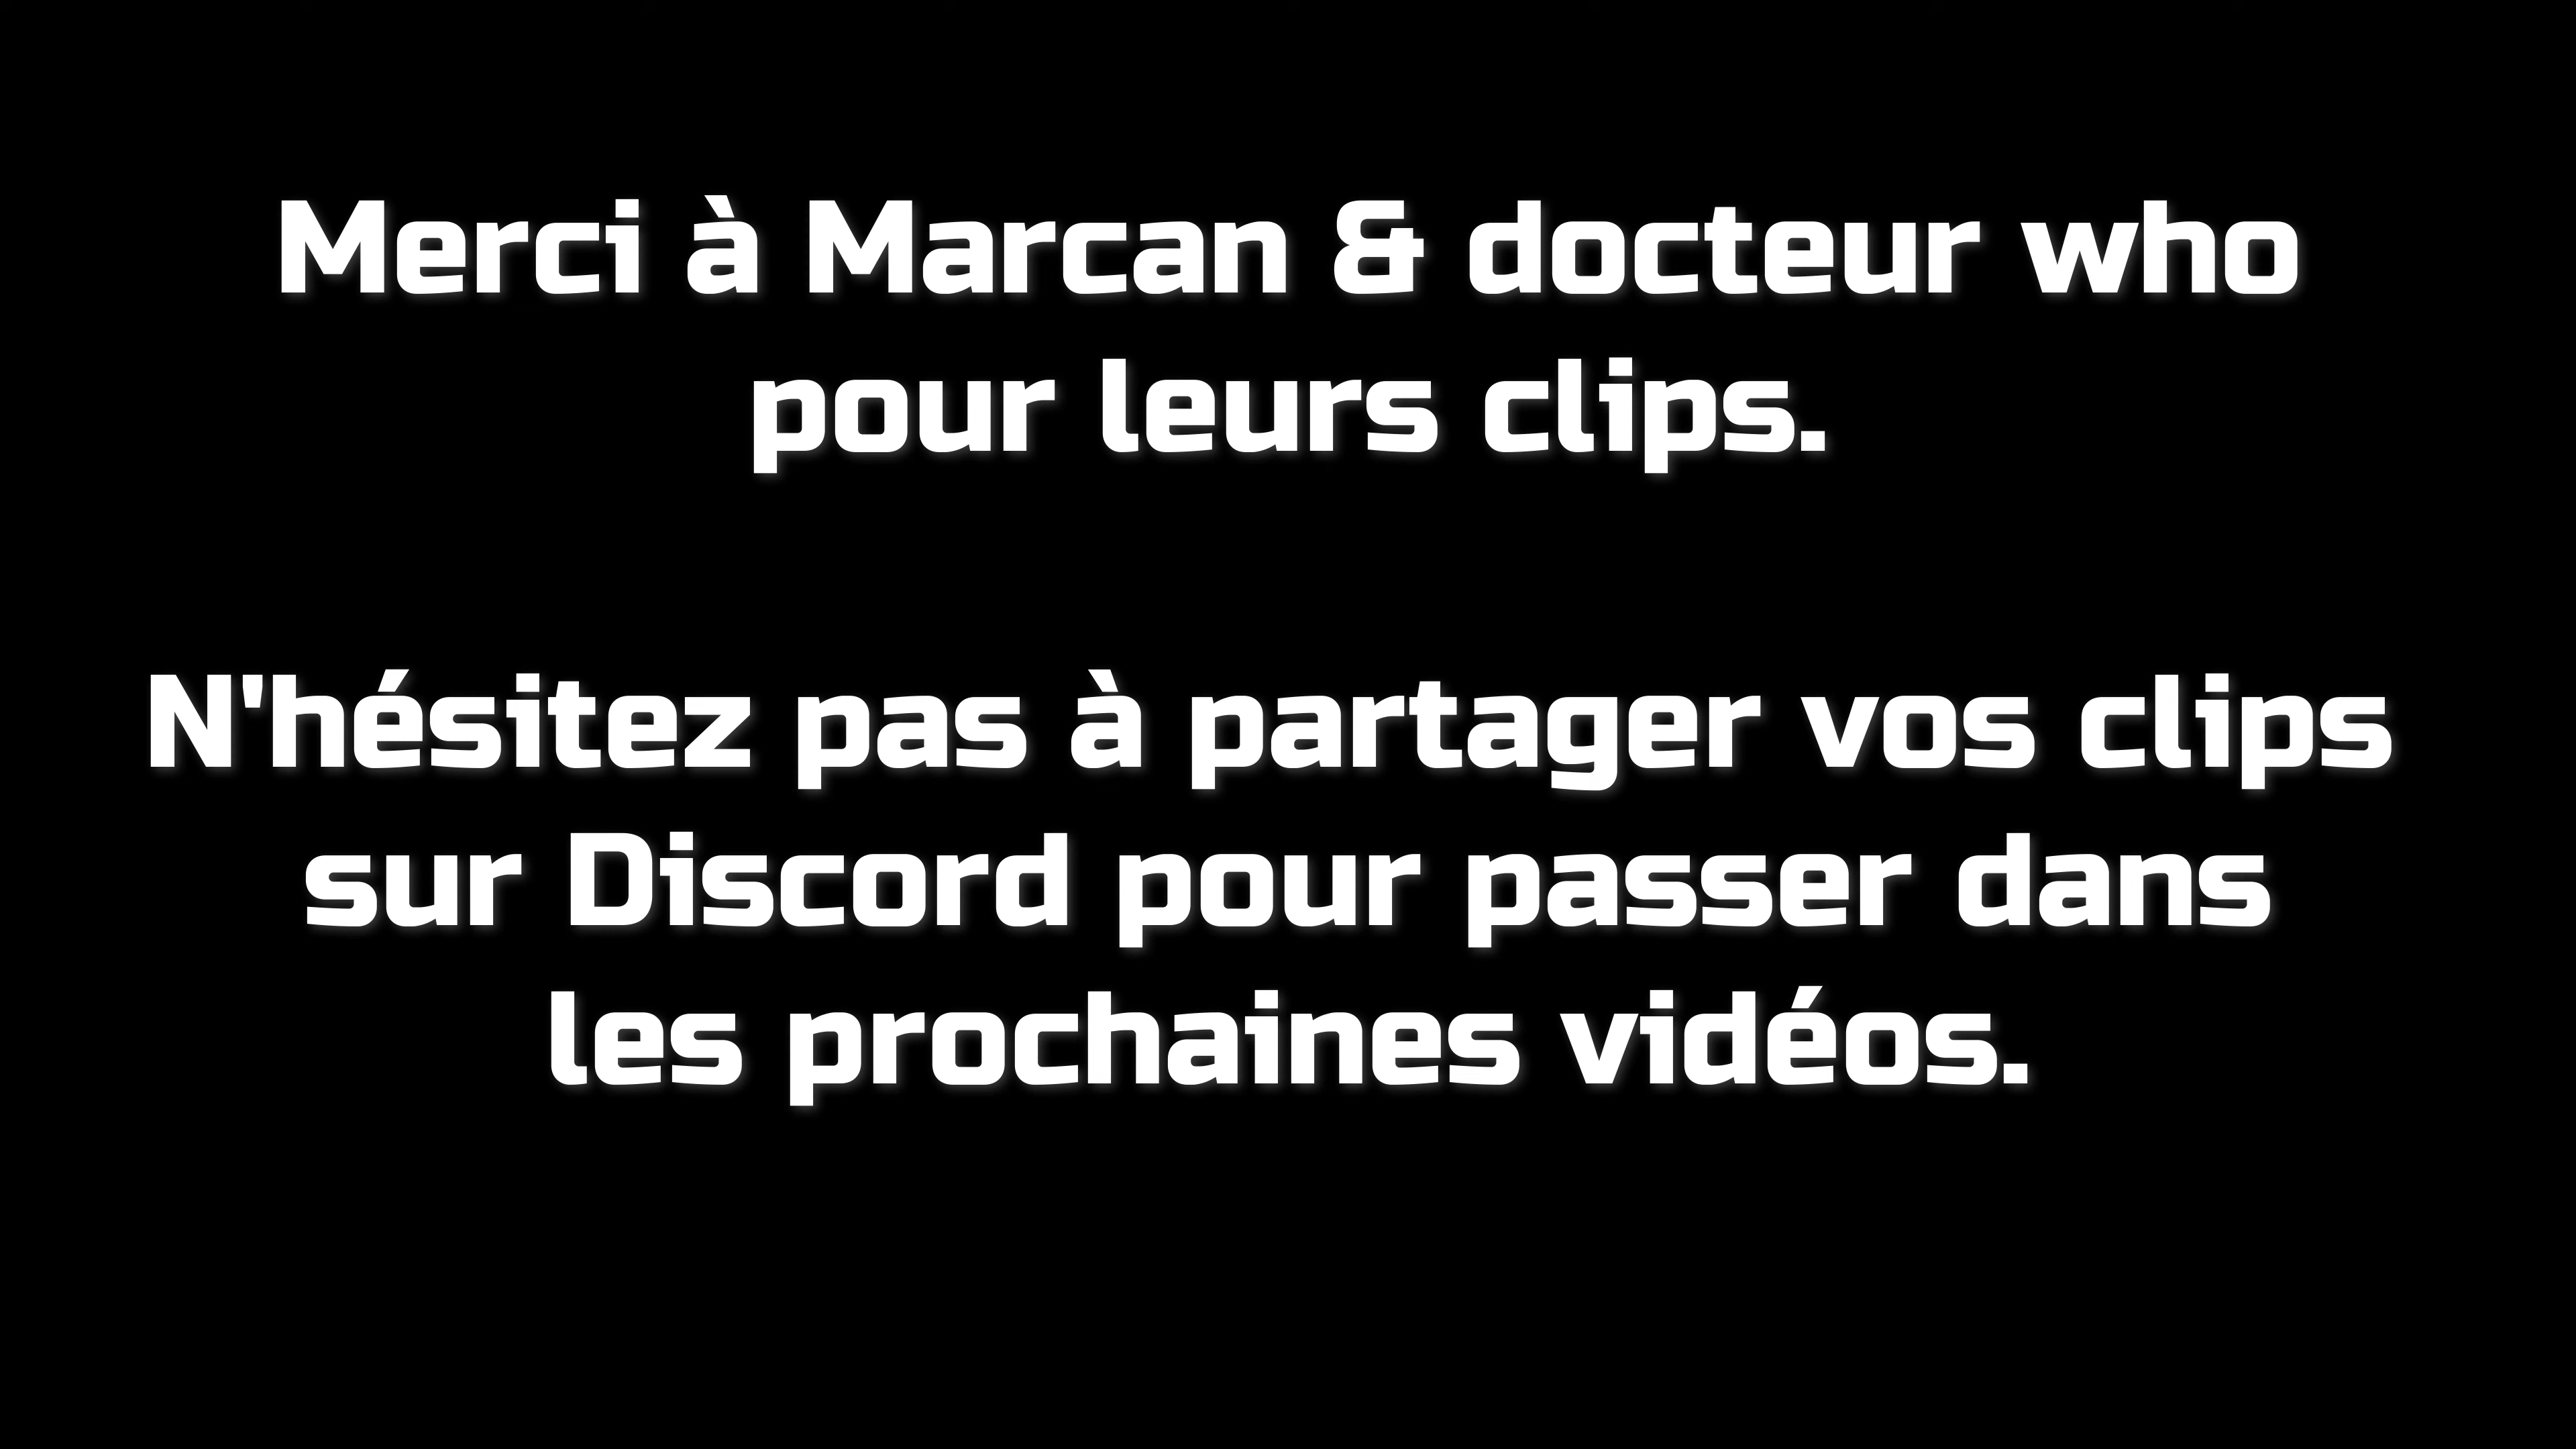 Merci à Marcan & docteur who
pour leurs clips.
N'hésitez pas à partager vos clips
sur Discord pour passer dans
les prochaines vidéos.